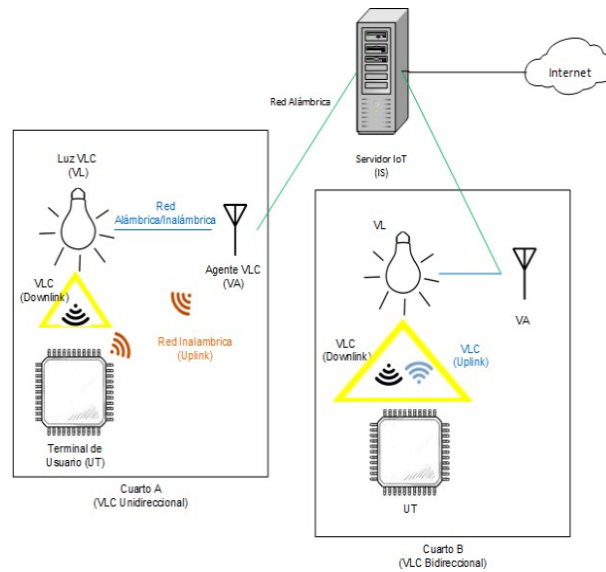 Internet
Red Alámbrica
Servidor IoT
(IS)
Luz VLC
(VL)
Red
Alámbrica/Inalámbrica
Agente VLC
(VA)
VLC
(Downlink)
Red Inalambrica
(Uplink)
Terminal de
Usuario (UT)
Cuarto A
(VLC Unidireccional)
VL
VA
VLC
(Downlink)
VLC
(Uplink)
UT
Cuarto B
(VLC Bidireccional)